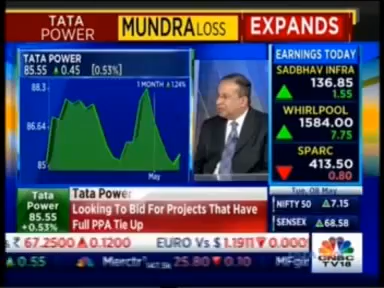 TATA POWER
MUNDRA LOSS
EXPANDS
TATA POWER
85.55 ▲ 0.45 [0.53%]
1 MONTH ▲ 1.24%
88.3
86.64
85
May
EARNINGS TODAY
SADBHAV INFRA
136.85
▲ 1.55
WHIRLPOOL
1584.00
▲ 7.75
SPARC
413.50
▼ 0.80
Tata Power
85.55
+0.53%
Tata Power
Looking To Bid For Projects That Have
Full PPA Tie Up
Tue, 08 May
NIFTY 50 ▲ 7.15
SENSEX ▲ 68.58
67.2500 ▲ 0.1200
EURO Vs $ 1.1911 ▼
25.80 ▼ 0.10
CNBC
TV18